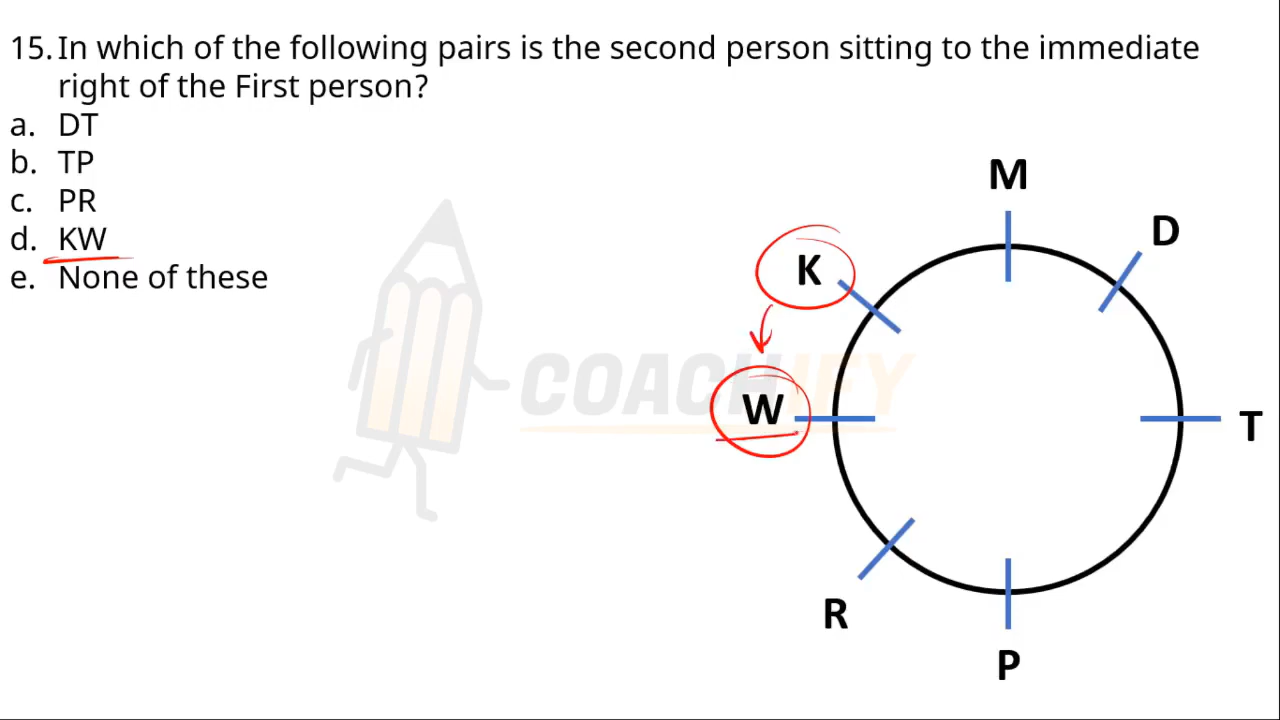 15. In which of the following pairs is the second person sitting to the immediate
right of the First person?
a. DT
b. TP
c. PR
d. KW
e. None of these
M
D
K
COACHIFY
W
T
R
P